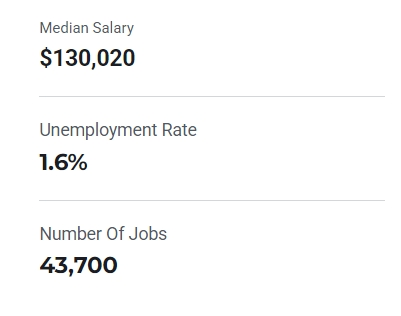 Median Salary
$130,020
Unemployment Rate
1.6%
Number Of Jobs
43,700